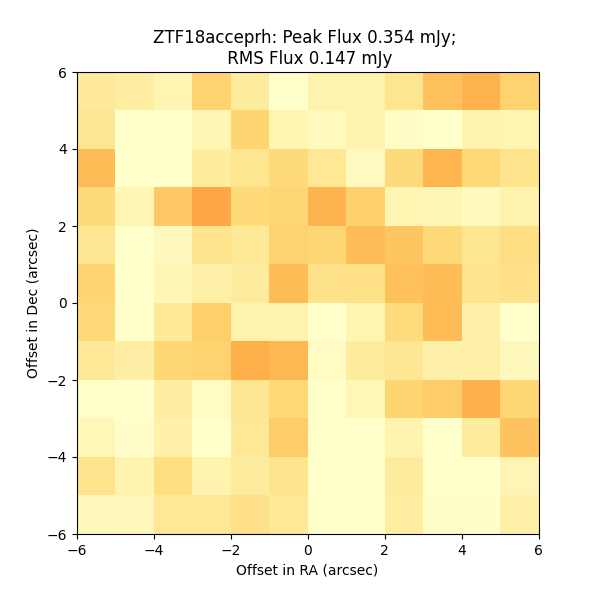 ZTF18acceprh: Peak Flux 0.354 mJy;
RMS Flux 0.147 mJy
6
4
2
0
−2
−4
−6
Offset in Dec (arcsec)
−6 −4 −2 0 2 4 6
Offset in RA (arcsec)